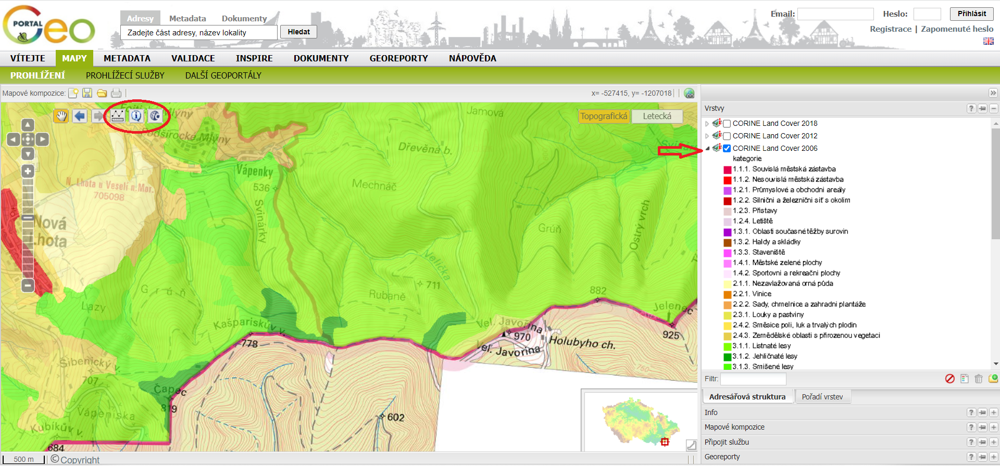 PORTAL
Geo
Adresy Metadata Dokumenty
Zadejte část adresy, název lokality
Hledat
Email:
Heslo:
Přihlásit
Registrace | Zapomenuté heslo
VÍTEJTE MAPY METADATA VALIDACE INSPIRE DOKUMENTY GEOREPORTY NÁPOVĚDA
PROHLÍŽENÍ PROHLÍŽECÍ SLUŽBY DALŠÍ GEOPORTÁLY
Mapové kompozice:
x= -527415, y= -1207018
Topografická Letecká
Mlýny
Podšírocké Mlýny
Jamová
Dřevěná b.
Vápenky
536
Mechnáč
N. Lhota u Veselí n.Mor.
705098
Nová
Lhota
Svinárky
Grúň
Ostrý vrch
Velička
711
Grúň
Rubaně
882
Lazy
Jelenec
Kašpariskův v.
Vel. Javořina
925
778
970
Holubyho ch.
Veľ. Javorina
Šibenický v.
707
750
Čapec
819
Vápeniska
602
Kubíkův v.
684
500 m
© Copyright
Vrstvy
CORINE Land Cover 2018
CORINE Land Cover 2012
CORINE Land Cover 2006
kategorie
1.1.1. Souvislá městská zástavba
1.1.2. Nesouvislá městská zástavba
1.2.1. Průmyslové a obchodní areály
1.2.2. Silniční a železniční síť s okolím
1.2.3. Přístavy
1.2.4. Letiště
1.3.1. Oblasti současné těžby surovin
1.3.2. Haldy a skládky
1.3.3. Staveniště
1.4.1. Městské zelené plochy
1.4.2. Sportovní a rekreační plochy
2.1.1. Nezavlažovaná orná půda
2.2.1. Vinice
2.2.2. Sady, chmelnice a zahradní plantáže
2.3.1. Louky a pastviny
2.4.2. Směsice polí, luk a trvalých plodin
2.4.3. Zemědělské oblasti s přirozenou vegetací
3.1.1. Listnaté lesy
3.1.2. Jehličnaté lesy
3.1.3. Smíšené lesy
Filtr:
Adresářová struktura Pořadí vrstev
Info
Mapové kompozice
Připojit službu
Georeporty